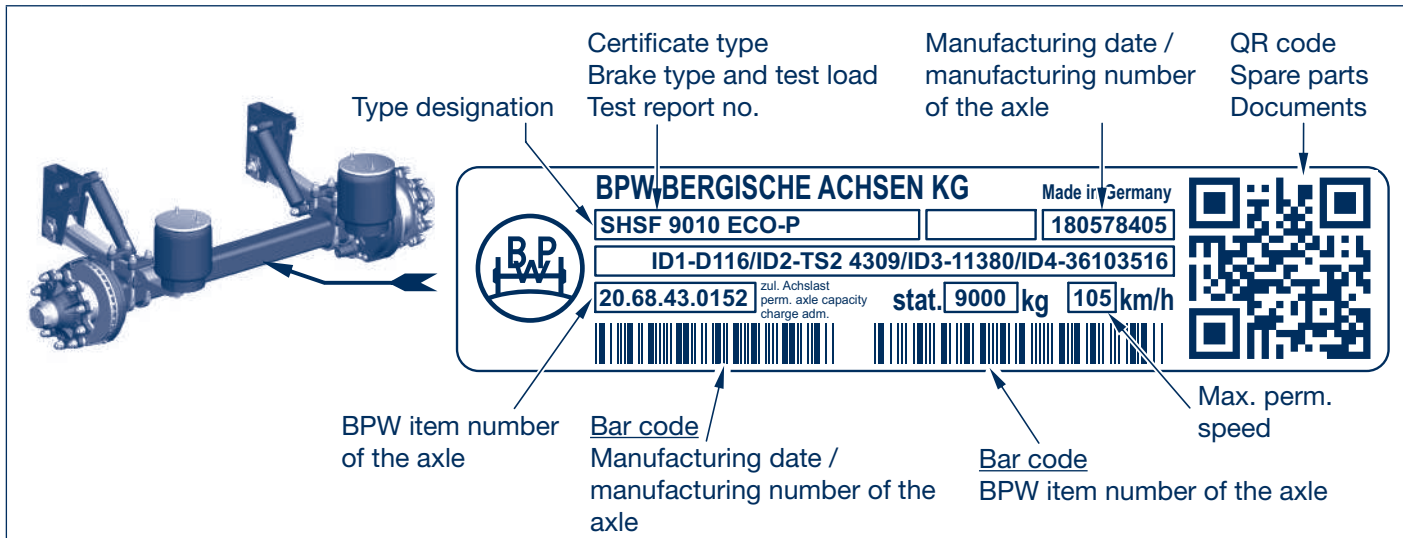 Certificate type
Brake type and test load
Test report no.
Manufacturing date /
manufacturing number
of the axle
QR code
Spare parts
Documents
Type designation
BPW BERGISCHE ACHSEN KG
Made in Germany
SHSF 9010 ECO-P
180578405
BPW
ID1-D116/ID2-TS2 4309/ID3-11380/ID4-36103516
20.68.43.0152
zul. Achslast
perm. axle capacity
charge adm.
stat. 9000 kg
105 km/h
BPW item number
of the axle
Bar code
Manufacturing date /
manufacturing number of the
axle
Bar code
BPW item number of the axle
Max. perm.
speed